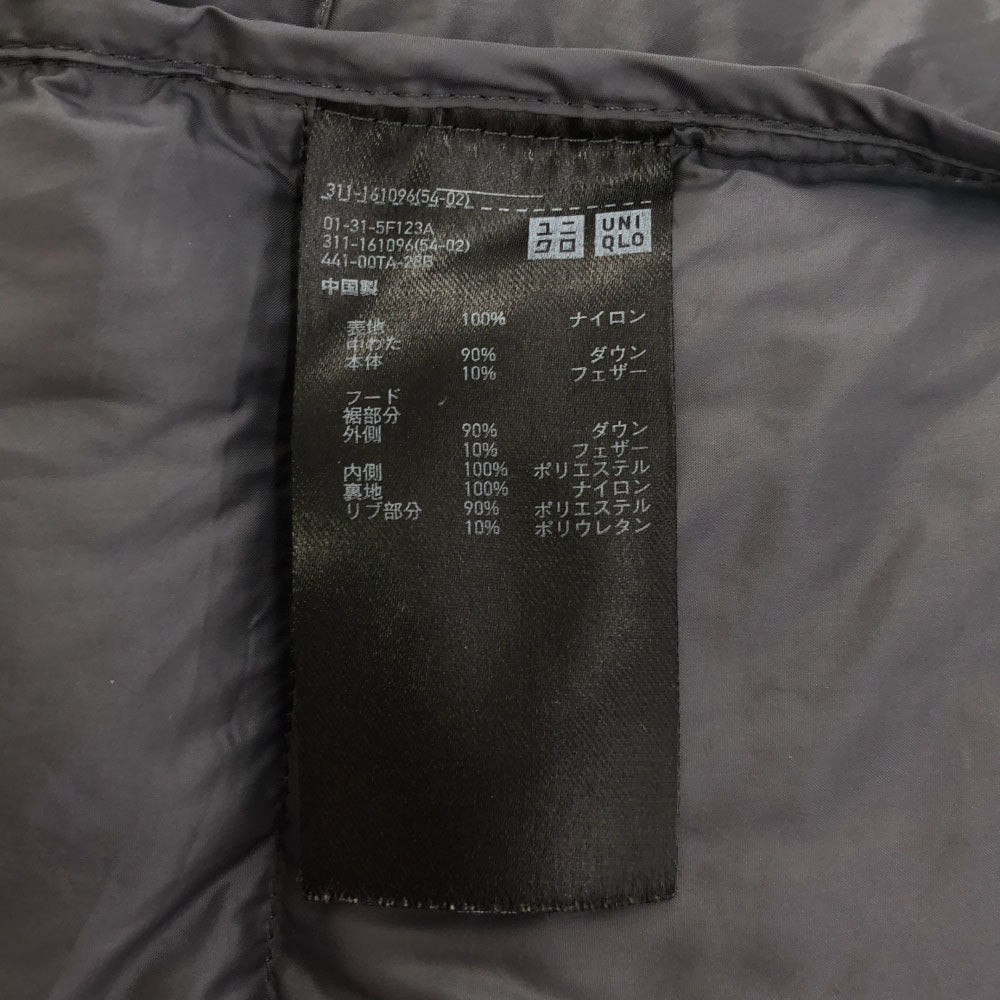 311-161096(54-02)
ユニ
クロ
UNI
QLO
01-31-5F123A
311-161096(54-02)
441-00TA-28B
中国製
表地 100% ナイロン
中わた
本体 90% ダウン
10% フェザー
フード
裾部分
外側 90% ダウン
10% フェザー
内側 100% ポリエステル
裏地 100% ナイロン
リブ部分 90% ポリエステル
10% ポリウレタン